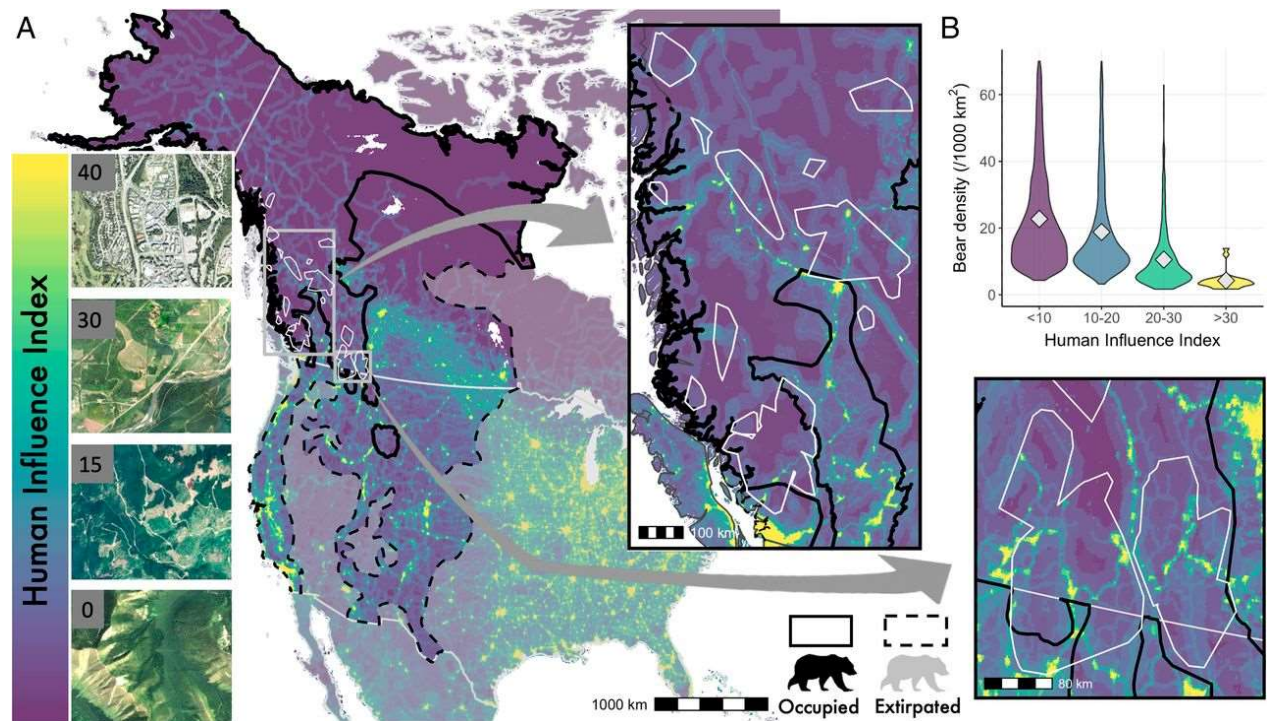 A
Human Influence Index
40
30
15
0
1000 km
Occupied
Extirpated
100 km
80 km
B
Bear density (/1000 km²)
60
40
20
0
<10
10-20
20-30
>30
Human Influence Index